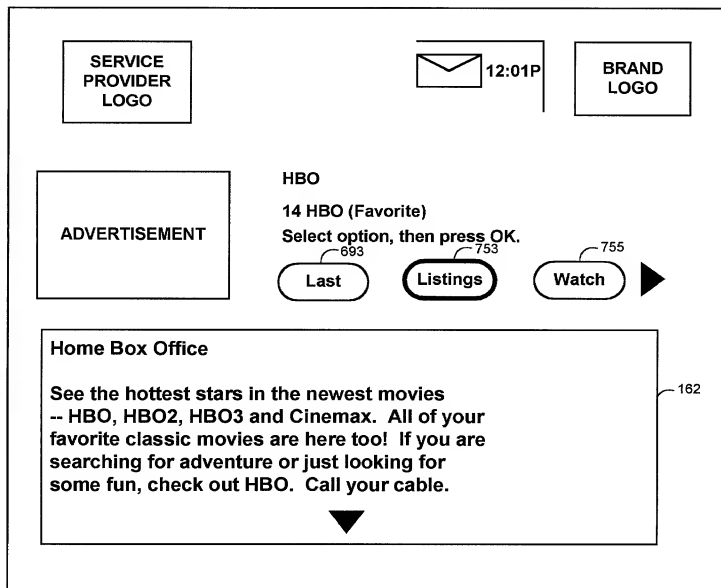 SERVICE
PROVIDER
LOGO
12:01P
BRAND
LOGO
ADVERTISEMENT
HBO
14 HBO (Favorite)
Select option, then press OK.
693
753
755
Last
Listings
Watch
Home Box Office
See the hottest stars in the newest movies
-- HBO, HBO2, HBO3 and Cinemax. All of your
favorite classic movies are here too! If you are
searching for adventure or just looking for
some fun, check out HBO. Call your cable.
162